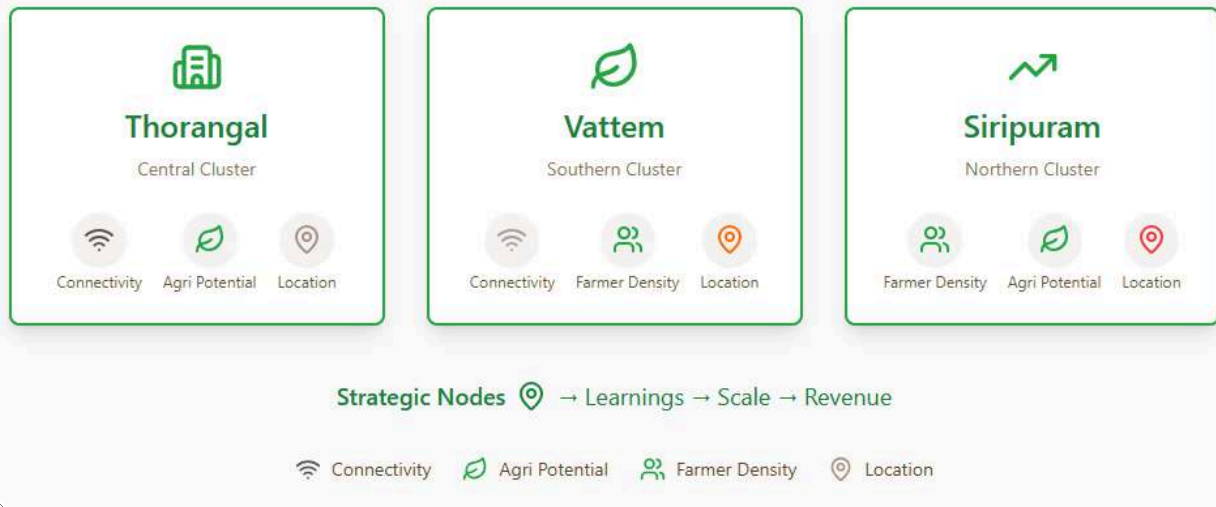 Thorangal
Central Cluster
Connectivity Agri Potential Location
Vattem
Southern Cluster
Connectivity Farmer Density Location
Siripuram
Northern Cluster
Farmer Density Agri Potential Location
Strategic Nodes → Learnings → Scale → Revenue
Connectivity Agri Potential Farmer Density Location